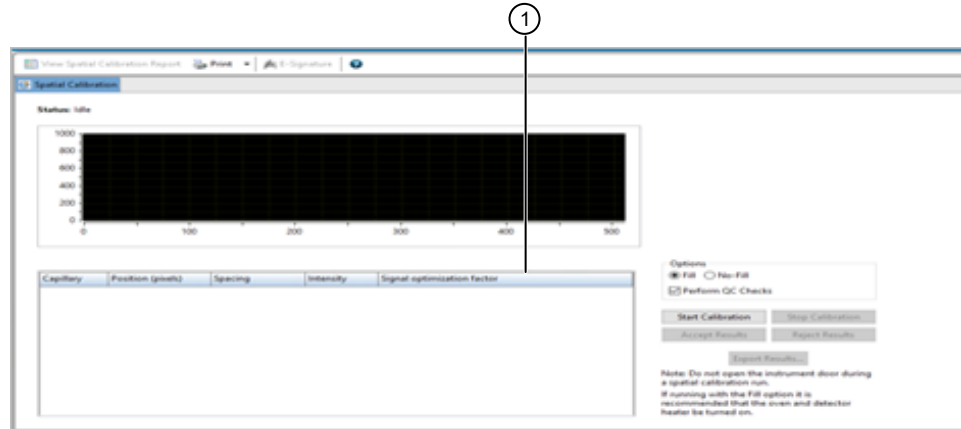 1
View Spatial Calibration Report Print E-Signature
Spatial Calibration
Status: Idle
1000
800
600
400
200
0
0 100 200 300 400 500
Capillary Position (pixels) Spacing Intensity Signal optimization factor
Options
Fill No-Fill
Perform QC Checks
Start Calibration Stop Calibration
Accept Results Reject Results
Export Results...
Note: Do not open the instrument door during
a spatial calibration run.
If running with the Fill option it is
recommended that the oven and detector
heater be turned on.